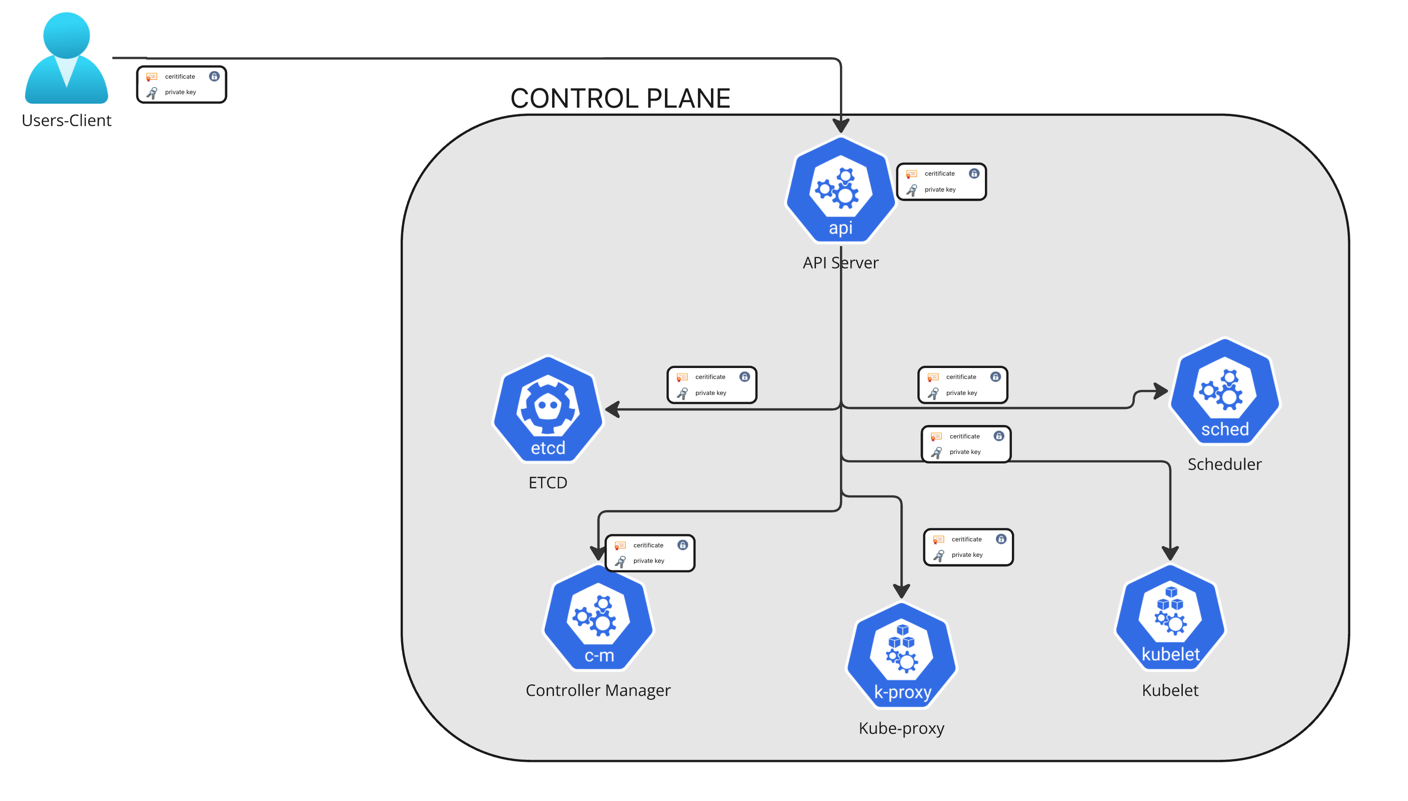 ceritificate
private key
Users-Client
CONTROL PLANE
api
API Server
ceritificate
private key
ceritificate
private key
ceritificate
private key
etcd
ETCD
sched
Scheduler
ceritificate
private key
ceritificate
private key
ceritificate
private key
c-m
Controller Manager
k-proxy
Kube-proxy
kubelet
Kubelet